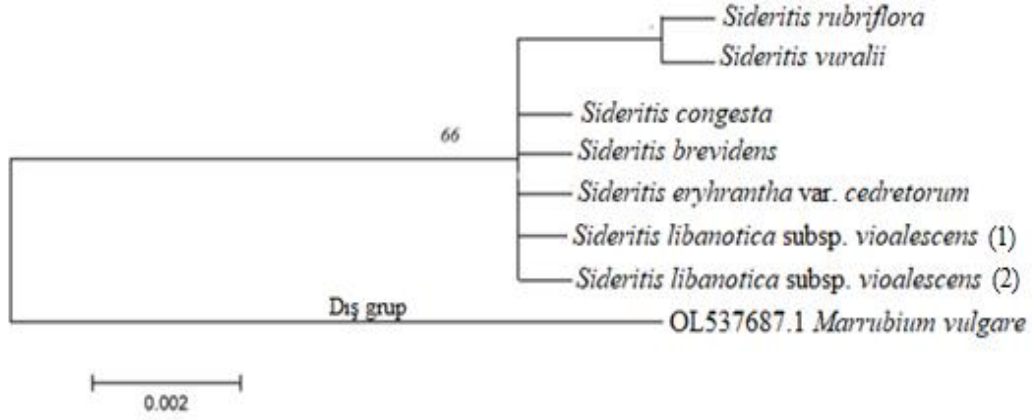 Sideritis rubriflora
Sideritis vuralii
Sideritis congesta
66
Sideritis brevidens
Sideritis eryhrantha var. cedretorum
Sideritis libanotica subsp. vioalescens (1)
Sideritis libanotica subsp. vioalescens (2)
Dış grup
OL537687.1 Marrubium vulgare
0.002